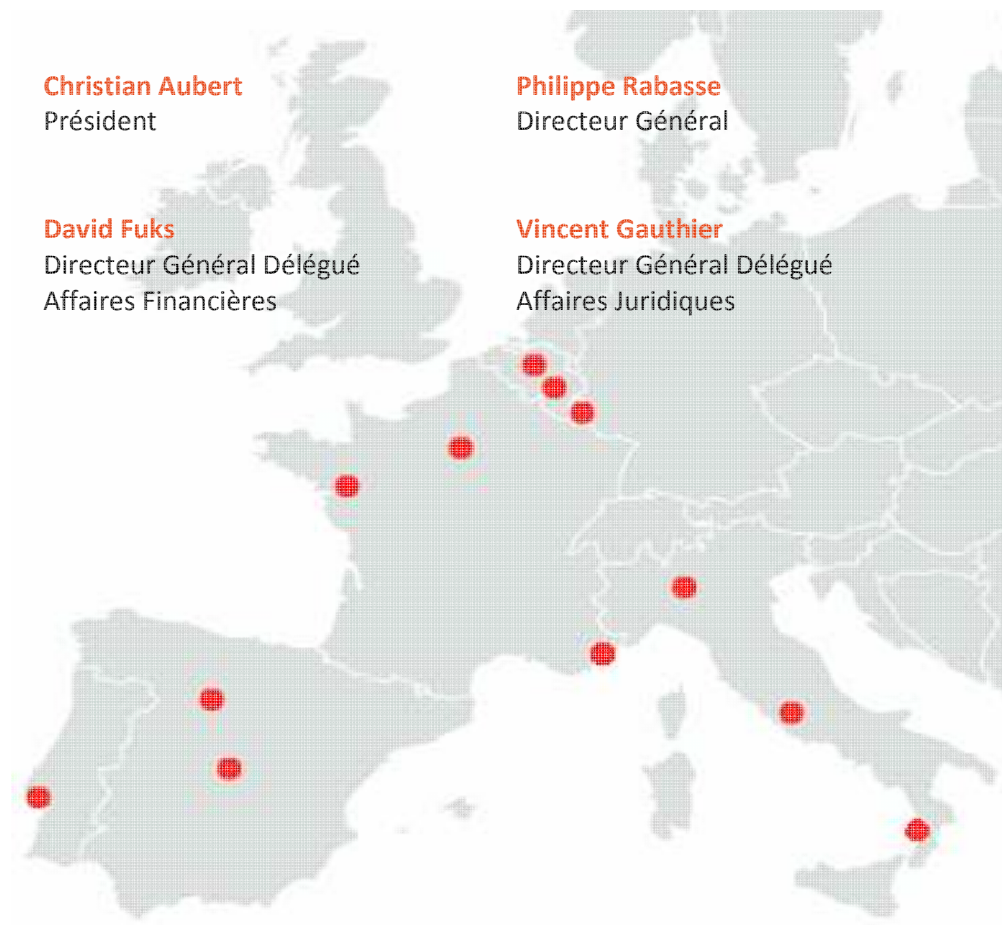 Christian Aubert
Président
Philippe Rabasse
Directeur Général
David Fuks
Directeur Général Délégué
Affaires Financières
Vincent Gauthier
Directeur Général Délégué
Affaires Juridiques